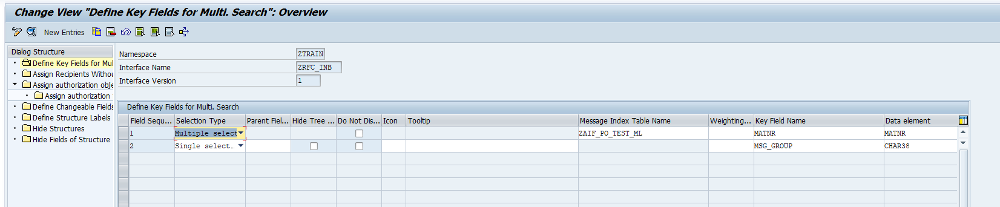 Change View "Define Key Fields for Multi. Search": Overview
New Entries
Dialog Structure
Define Key Fields for Mul
Assign Recipients Withou
Assign authorization obje
Assign authorization
Define Changeable Fields
Define Structure Labels
Hide Structures
Hide Fields of Structure
Namespace ZTRAIN
Interface Name ZRFC_INB
Interface Version 1
Define Key Fields for Multi. Search
Field Sequ... Selection Type Parent Fiel... Hide Tree ... Do Not Dis... Icon Tooltip Message Index Table Name Weighting... Key Field Name Data element
1 Multiple select ZAIF_PO_TEST_ML MATNR MATNR
2 Single select... MSG_GROUP CHAR38